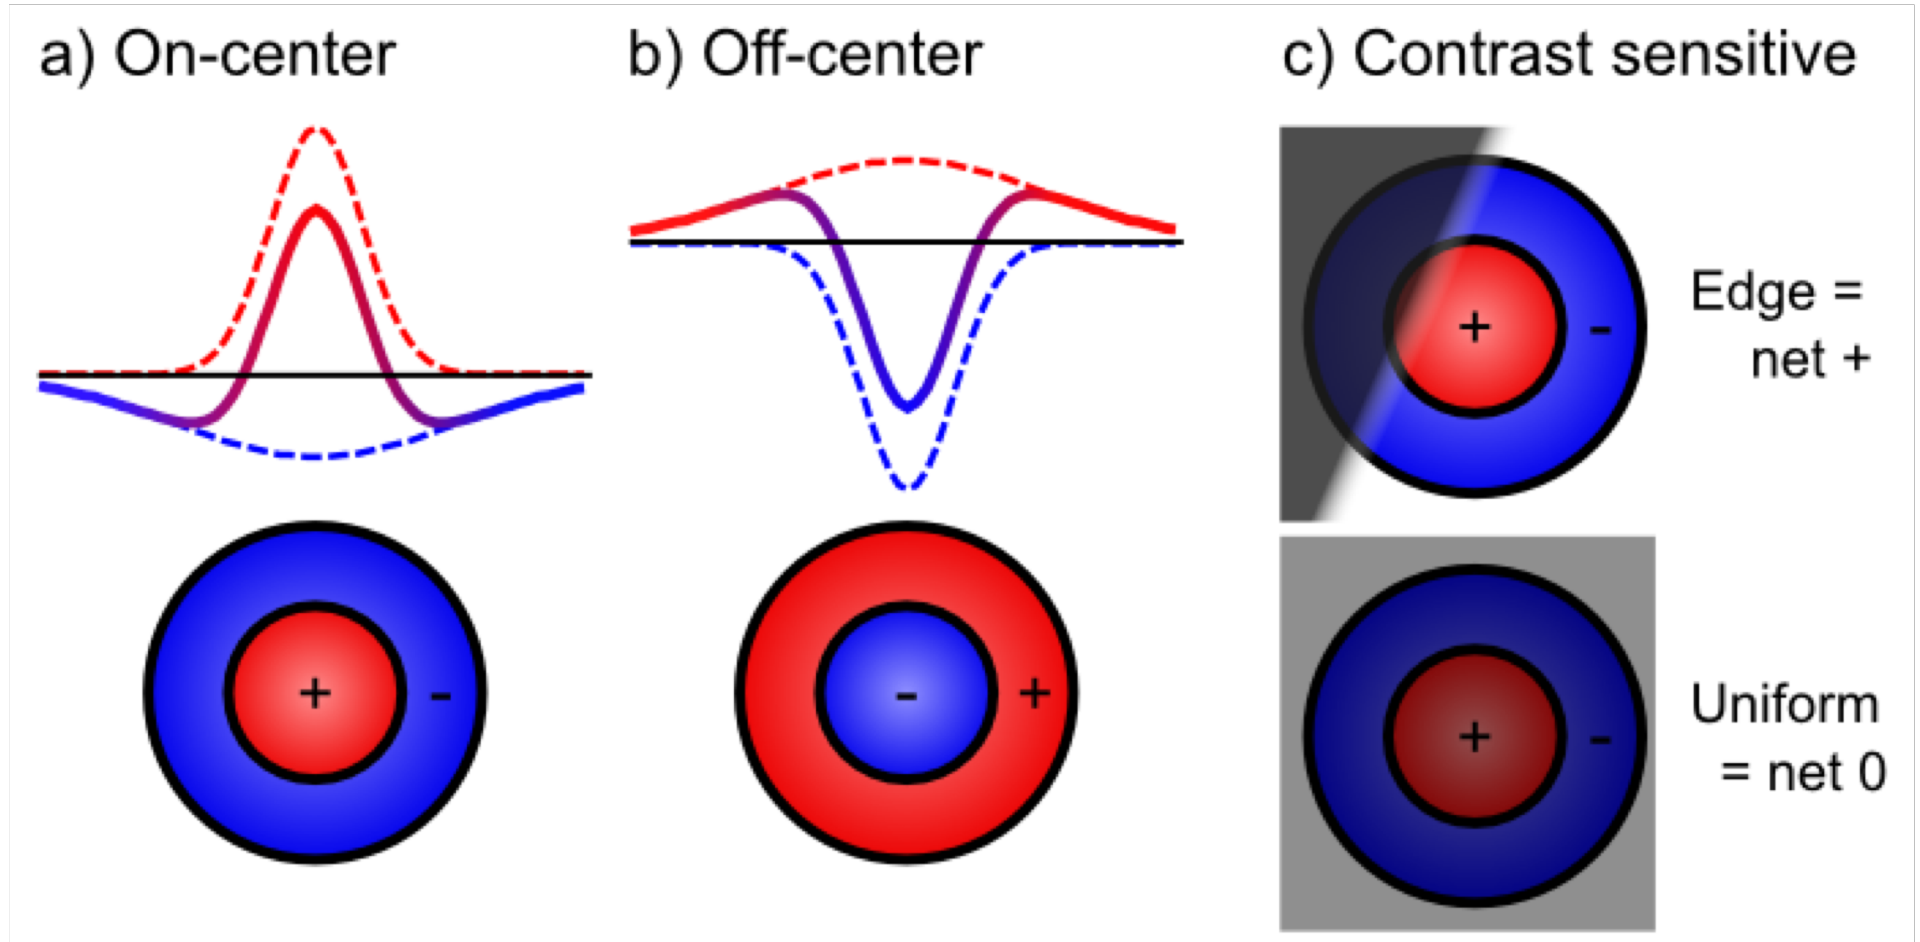 a) On-center
b) Off-center
c) Contrast sensitive
+ -
- +
+ -
Edge =
net +
+ -
Uniform
= net 0